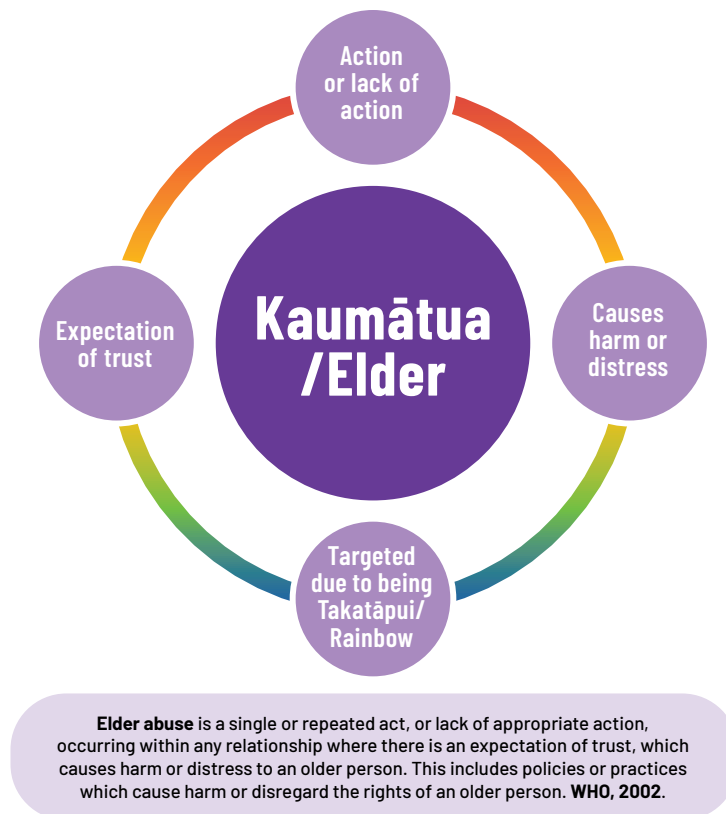 Action
or lack of
action
Expectation
of trust
Kaumātua
/Elder
Causes
harm or
distress
Targeted
due to being
Takatāpui/
Rainbow
Elder abuse is a single or repeated act, or lack of appropriate action,
occurring within any relationship where there is an expectation of trust, which
causes harm or distress to an older person. This includes policies or practices
which cause harm or disregard the rights of an older person. WHO, 2002.